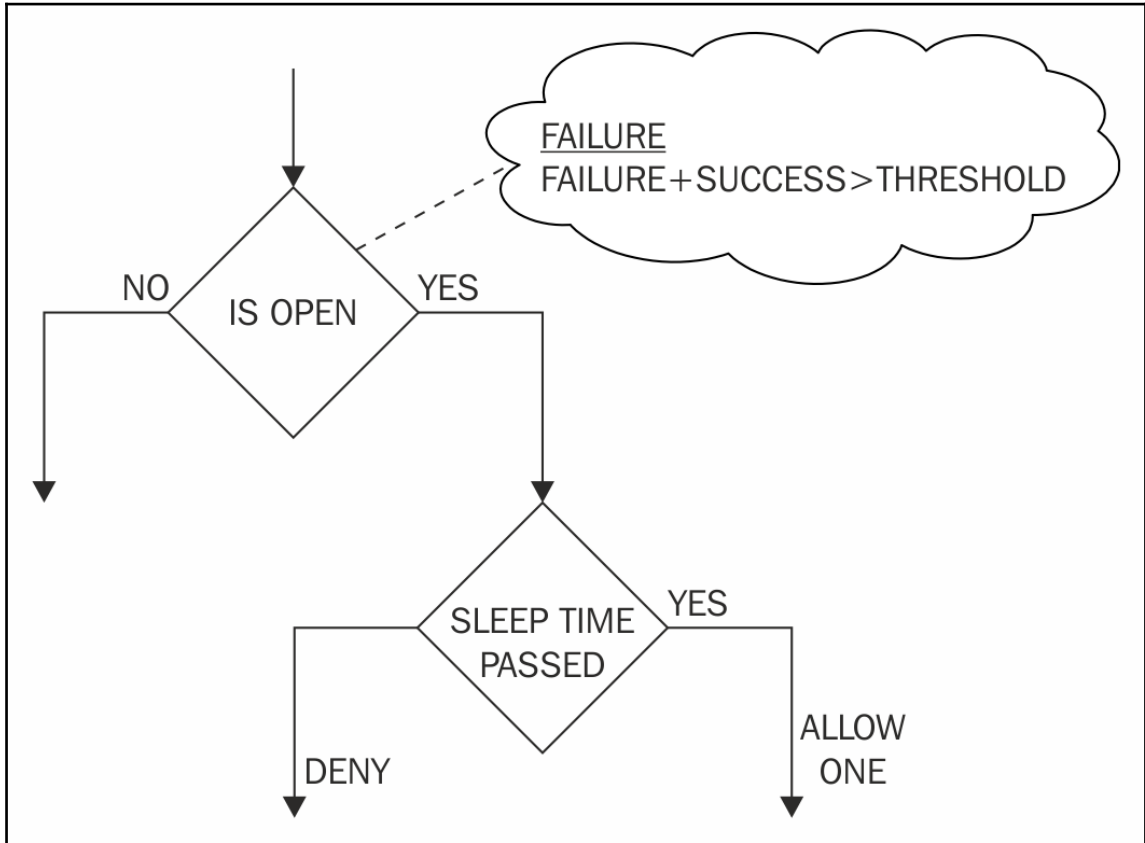 FAILURE
FAILURE+SUCCESS>THRESHOLD
NO
YES
IS OPEN
YES
SLEEP TIME
PASSED
DENY
ALLOW
ONE